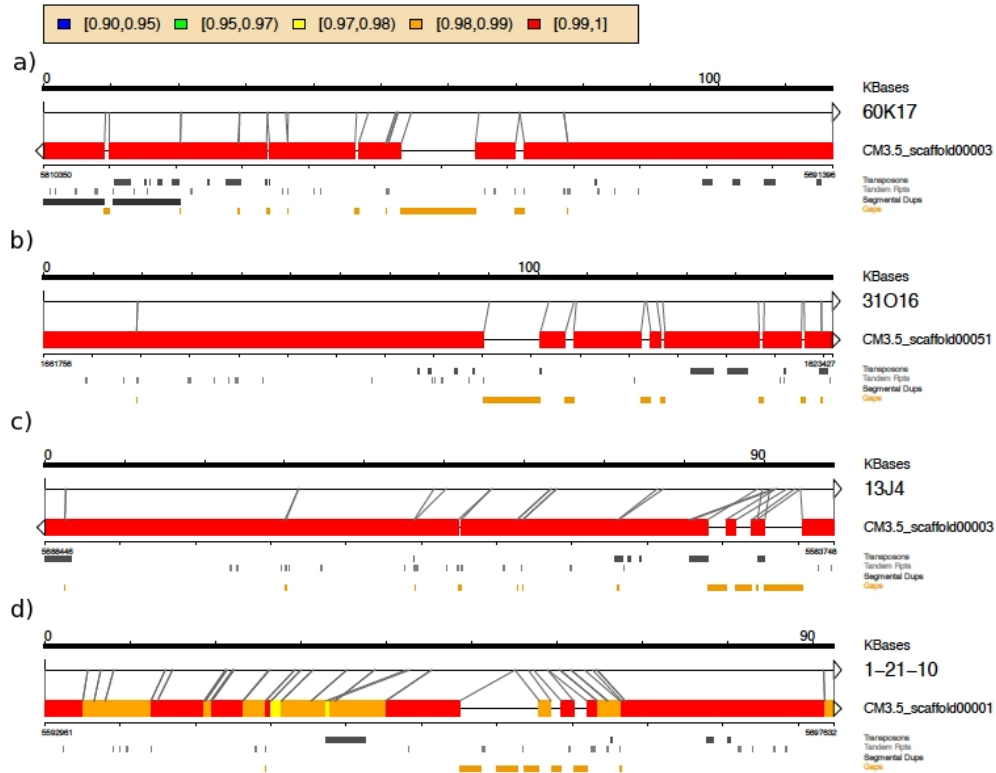 [0.90,0.95) [0.95,0.97) [0.97,0.98) [0.98,0.99) [0.99,1]
a)
0 100
KBases
60K17
CM3.5_scaffold00003
5810350 5691396
Transposons
Tandem Rpts
Segmental Dups
Gaps
b)
0 100
KBases
31O16
CM3.5_scaffold00051
1661756 1823427
Transposons
Tandem Rpts
Segmental Dups
Gaps
c)
0 90
KBases
13J4
CM3.5_scaffold00003
5688446 5583748
Transposons
Tandem Rpts
Segmental Dups
Gaps
d)
0 90
KBases
1−21−10
CM3.5_scaffold00001
5592961 5697632
Transposons
Tandem Rpts
Segmental Dups
Gaps